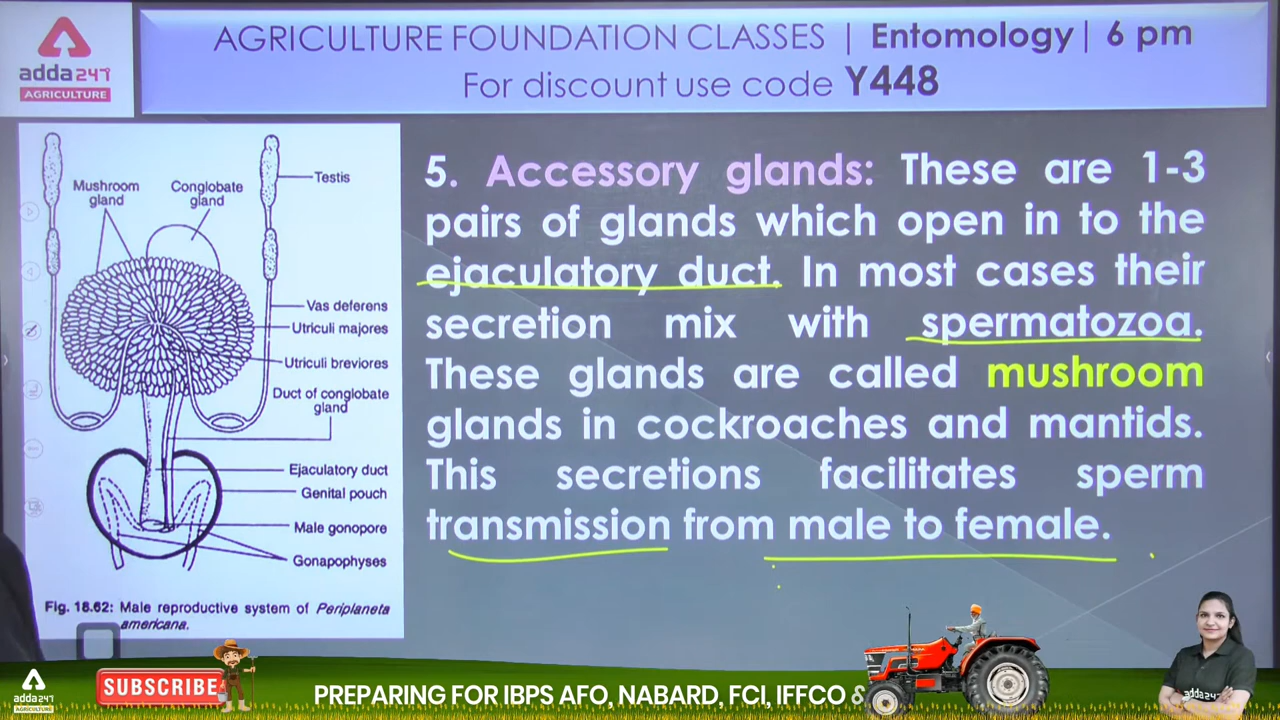 adda247
AGRICULTURE
AGRICULTURE FOUNDATION CLASSES | Entomology | 6 pm
For discount use code Y448
Mushroom
gland
Conglobate
gland
Testis
Vas deferens
Utriculi majores
Utriculi breviores
Duct of conglobate
gland
Ejaculatory duct
Genital pouch
Male gonopore
Gonapophyses
Fig. 18.62: Male reproductive system of Periplaneta
americana.
5. Accessory glands: These are 1-3
pairs of glands which open in to the
ejaculatory duct. In most cases their
secretion mix with spermatozoa.
These glands are called mushroom
glands in cockroaches and mantids.
This secretions facilitates sperm
transmission from male to female.
adda247
AGRICULTURE
SUBSCRIBE
PREPARING FOR IBPS AFO, NABARD, FCI, IFFCO &
adda247